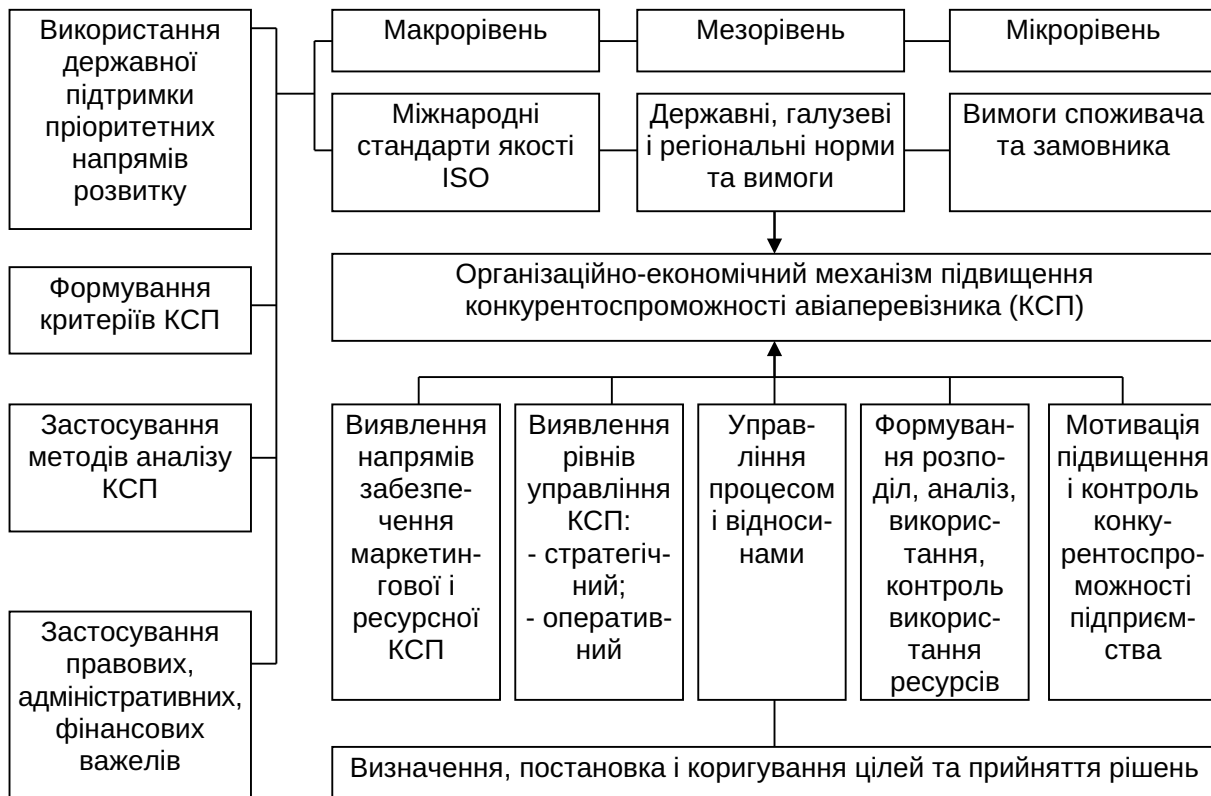 Використання
державної
підтримки
пріоритетних
напрямів
розвитку
Формування
критеріїв КСП
Застосування
методів аналізу
КСП
Застосування
правових,
адміністративних,
фінансових
важелів
Макрорівень
Мезорівень
Мікрорівень
Міжнародні
стандарти якості
ISO
Державні, галузеві
і регіональні норми
та вимоги
Вимоги споживача
та замовника
Організаційно-економічний механізм підвищення
конкурентоспроможності авіаперевізника (КСП)
Виявлення
напрямів
забезпе-
чення
маркетин-
гової і
ресурсної
КСП
Виявлення
рівнів
управління
КСП:
- стратегіч-
ний;
- оператив-
ний
Управ-
ління
процесом
і відноси-
нами
Формуван-
ня розпо-
діл, аналіз,
використ-
тання,
контроль
викорис-
тання
ресурсів
Мотивація
підвищення
і контроль
конку-
рентоспро-
можності
підприєм-
ства
Визначення, постановка і коригування цілей та прийняття рішень